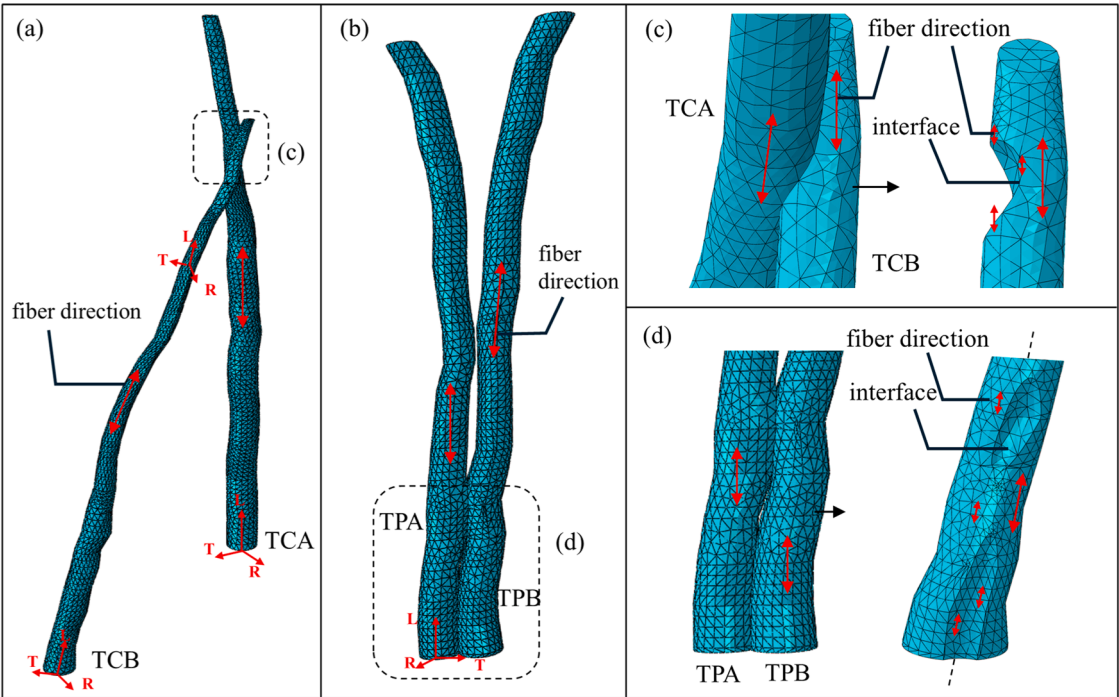 (a)
(c)
L
T
R
fiber direction
L
T
R
TCA
L
T
R
TCB
(b)
fiber
direction
TPA
(d)
TPB
L
R
T
(c)
fiber direction
TCA
interface
TCB
(d)
fiber direction
interface
TPA
TPB